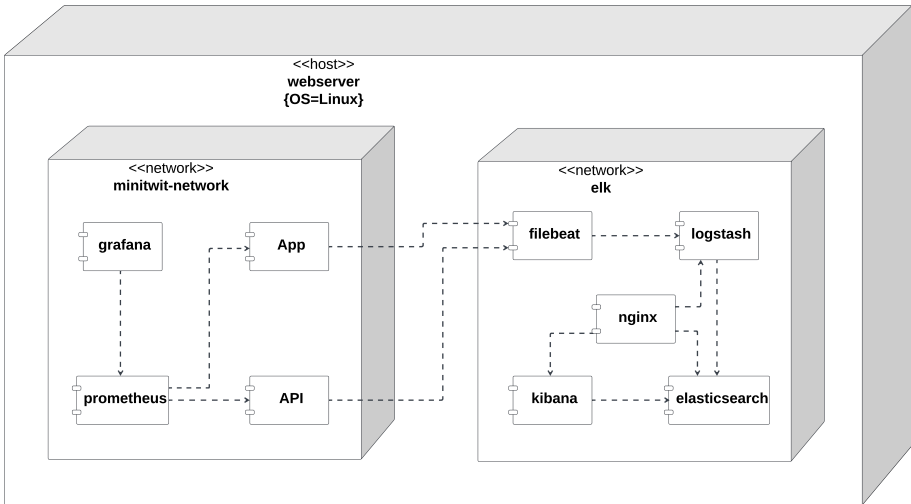 <<host>>
webserver
{OS=Linux}
<<network>>
minitwit-network
grafana
App
prometheus
API
<<network>>
elk
filebeat
logstash
nginx
kibana
elasticsearch